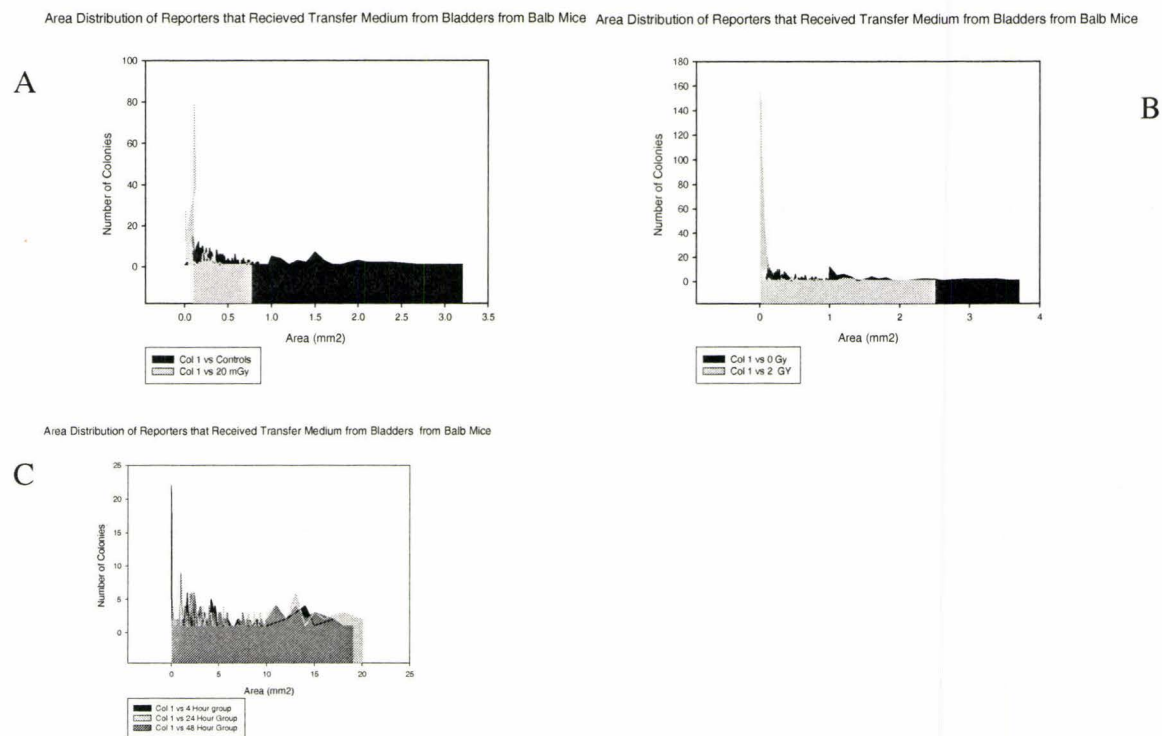 Area Distribution of Reporters that Recieved Transfer Medium from Bladders from Balb Mice
A
100
80
60
40
20
0
Number of Colonies
0.0 0.5 1.0 1.5 2.0 2.5 3.0 3.5
Area (mm2)
Col 1 vs Controls
Col 1 vs 20 mGy
Area Distribution of Reporters that Received Transfer Medium from Bladders from Balb Mice
B
180
160
140
120
100
80
60
40
20
0
Number of Colonies
0 1 2 3 4
Area (mm2)
Col 1 vs 0 Gy
Col 1 vs 2 GY
Area Distribution of Reporters that Received Transfer Medium from Bladders from Balb Mice
C
25
20
15
10
5
0
Number of Colonies
0 5 10 15 20 25
Area (mm2)
Col 1 vs 4 Hour group
Col 1 vs 24 Hour Group
Col 1 vs 48 Hour Group